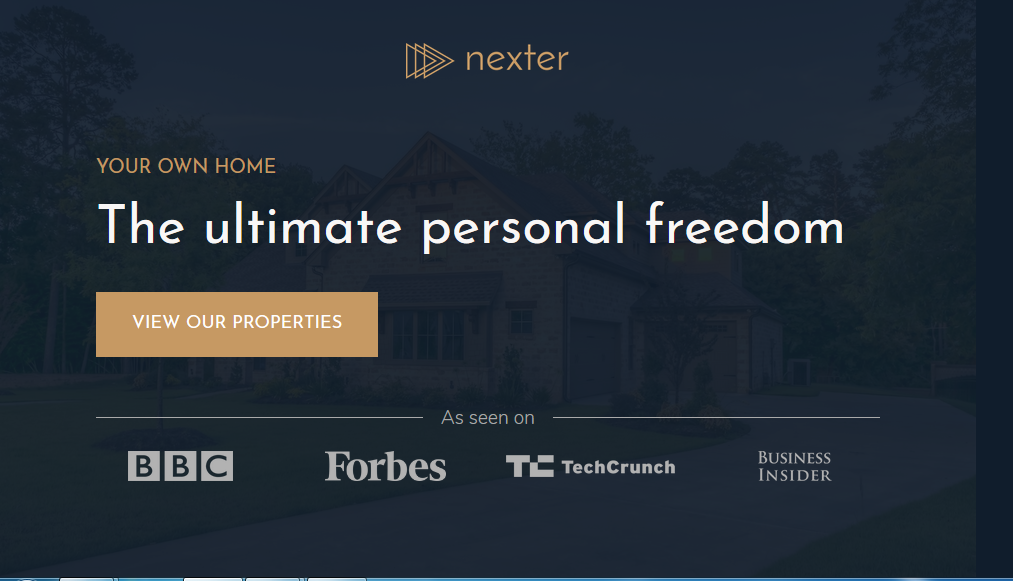 nexter
YOUR OWN HOME
The ultimate personal freedom
VIEW OUR PROPERTIES
As seen on
BBC
Forbes
TC TechCrunch
BUSINESS
INSIDER